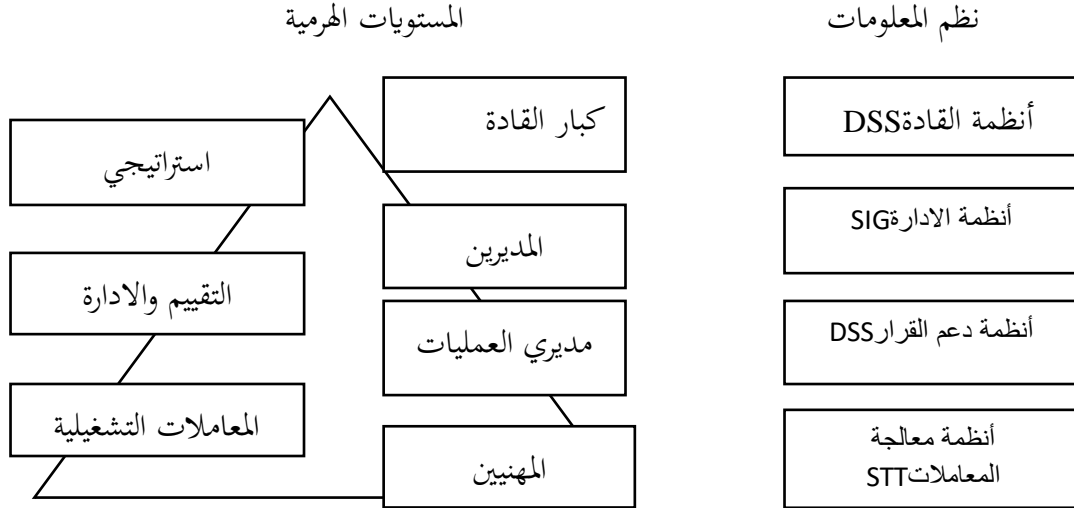 نظم المعلومات
المستويات الهرمية
أنظمة القادةDSS
كبار القادة
استراتيجي
أنظمة الادارةSIG
المديرين
التقييم والادارة
أنظمة دعم القرارDSS
مديري العمليات
المعاملات التشغيلية
أنظمة معالجة
المعاملاتSTT
المهنيين